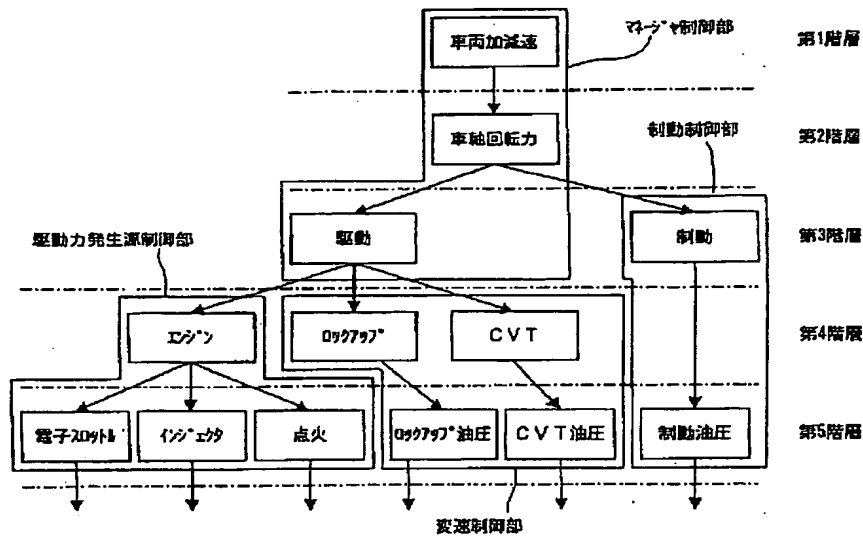 車両加減速
マネージャ制御部
第1階層
車軸回転力
制動制御部
第2階層
駆動力発生源制御部
駆動
制動
第3階層
エンジン
ロックアップ
CVT
第4階層
電子スロットル
インジェクタ
点火
ロックアップ油圧
CVT油圧
制動油圧
第5階層
変速制御部